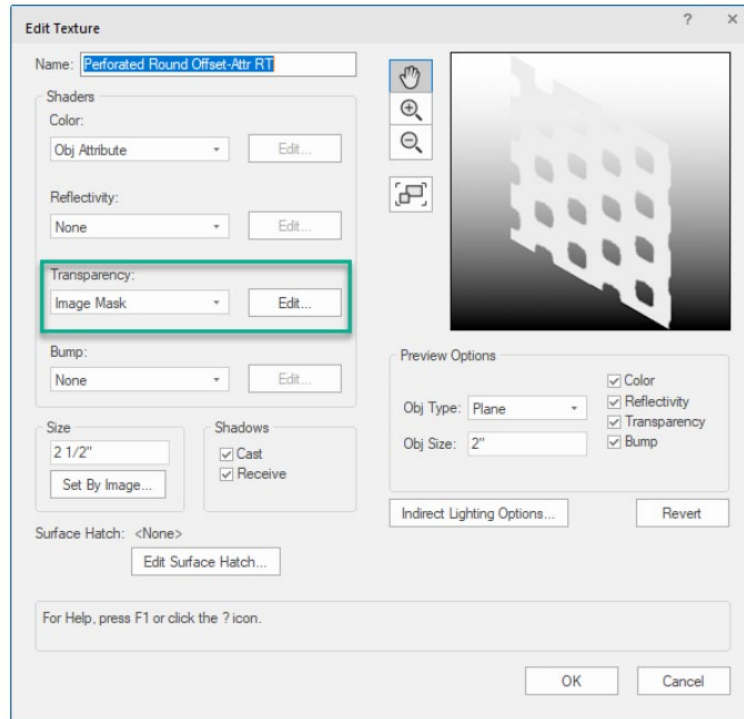 Edit Texture
? ×
Name: Perforated Round Offset-Attr RT
Shaders
Color:
Obj Attribute
Edit...
Reflectivity:
None
Edit...
Transparency:
Image Mask
Edit...
Bump:
None
Edit...
Size
2 1/2"
Set By Image...
Shadows
Cast
Receive
Surface Hatch: <None>
Edit Surface Hatch...
Preview Options
Obj Type: Plane
Obj Size: 2"
Color
Reflectivity
Transparency
Bump
Indirect Lighting Options...
Revert
For Help, press F1 or click the ? icon.
OK
Cancel